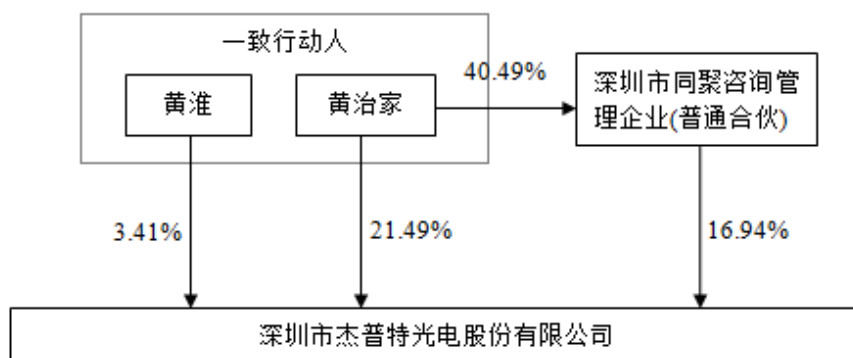 一致行动人
40.49%
黄淮
黄治家
深圳市同聚咨询管
理企业(普通合伙)
3.41%
21.49%
16.94%
深圳市杰普特光电股份有限公司